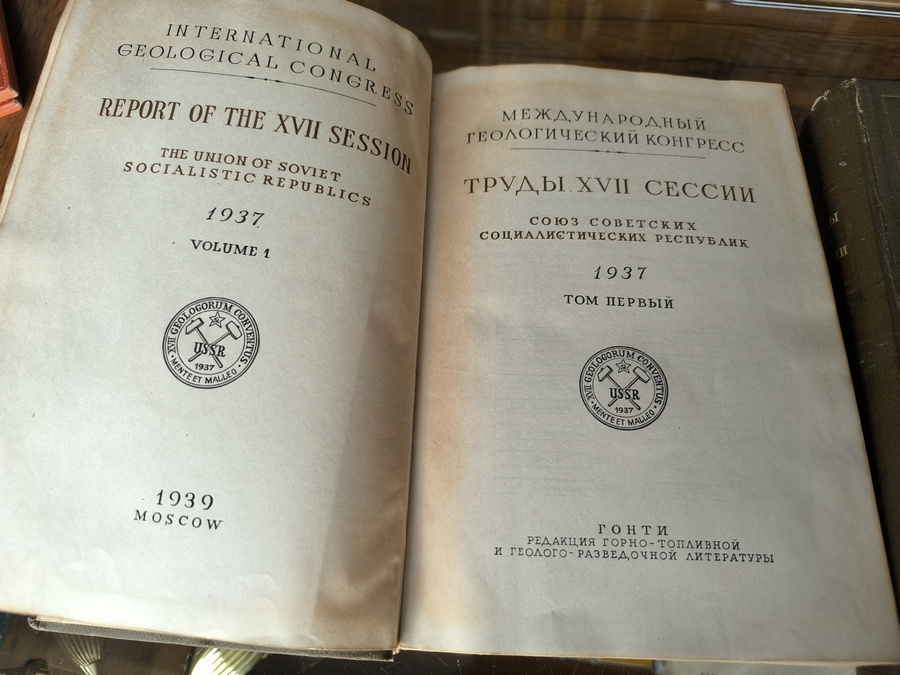 INTERNATIONAL
GEOLOGICAL CONGRESS
REPORT OF THE XVII SESSION
THE UNION OF SOVIET
SOCIALISTIC REPUBLICS
1937
VOLUME 1
XVII GEOLOGORUM CONVENTUS
USSR
1937
MENTE ET MALLEO
1939
MOSCOW
МЕЖДУНАРОДНЫЙ
ГЕОЛОГИЧЕСКИЙ КОНГРЕСС
ТРУДЫ XVII СЕССИИ
СОЮЗ СОВЕТСКИХ
СОЦИАЛИСТИЧЕСКИХ РЕСПУБЛИК
1937
ТОМ ПЕРВЫЙ
XVII GEOLOGORUM CONVENTUS
USSR
1937
MENTE ET MALLEO
ГОНТИ
РЕДАКЦИЯ ГОРНО-ТОПЛИВНОЙ
И ГЕОЛОГО-РАЗВЕДОЧНОЙ ЛИТЕРАТУРЫ